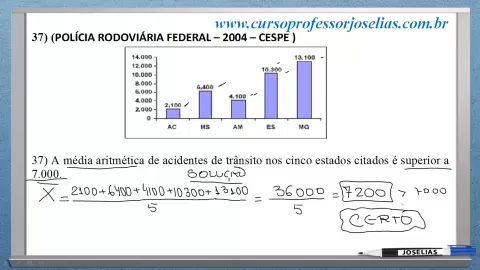 www.cursoprofessorjoselias.com.br
37) (POLÍCIA RODOVIÁRIA FEDERAL – 2004 – CESPE )
14.000
12.000
10.000
8.000
6.000
4.000
2.000
0
2,100
6,400
4,100
10,300
13,100
AC MS AM ES MG
37) A média aritmética de acidentes de trânsito nos cinco estados citados é superior a
7.000.
SOLUÇÃO
X = 2100+6400+4100+10300+13100 / 5 = 36000 / 5 = 7200 > 7000
CERTO
JOSELIAS